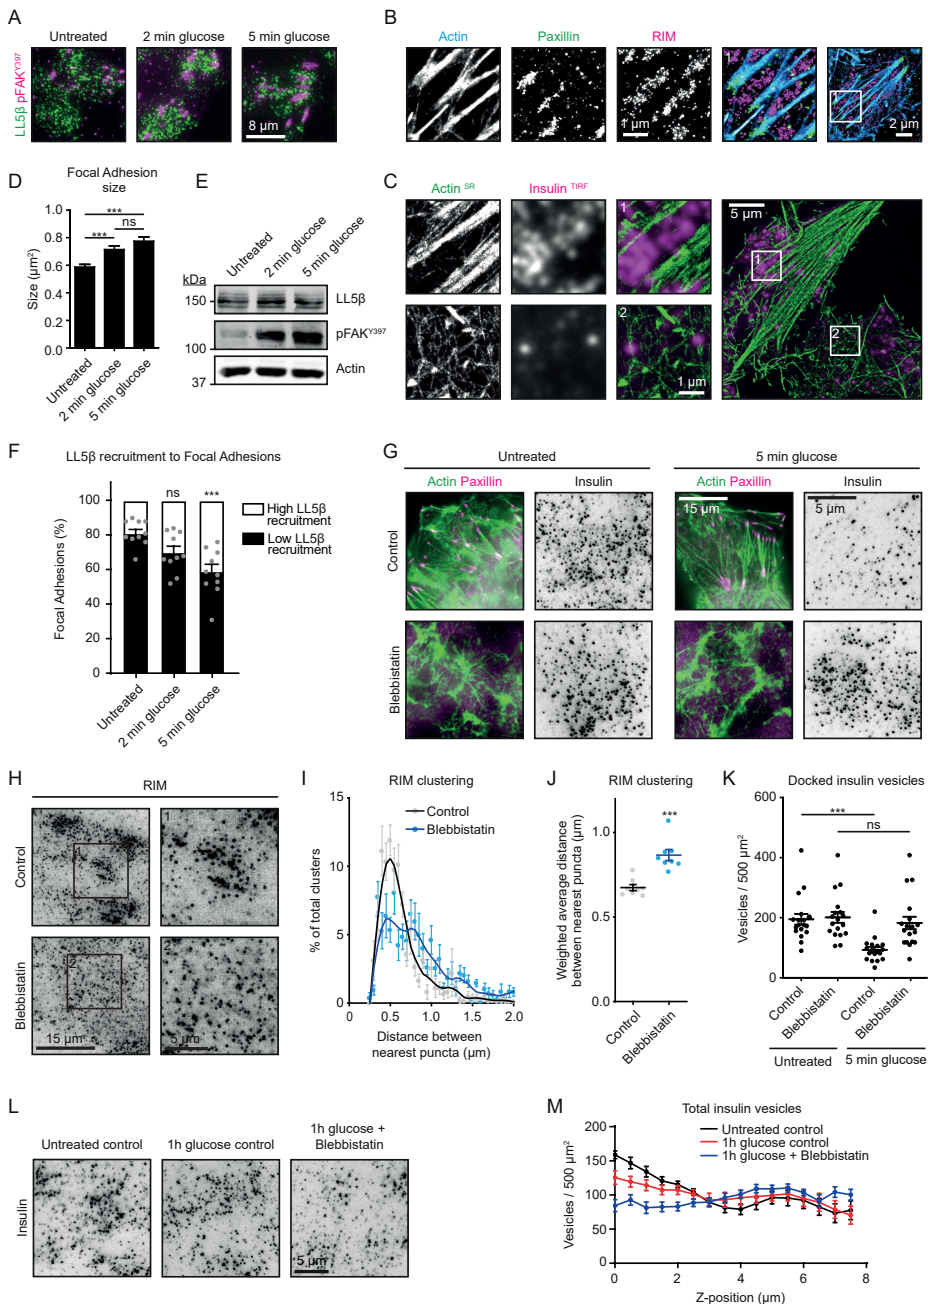 A
Untreated
2 min glucose
5 min glucose
LL5β pFAK^Y397
8 µm
B
Actin
Paxillin
RIM
1 µm
1
2 µm
C
Actin ^SR
Insulin ^TIRF
1
2
1 µm
5 µm
1
2
D
Focal Adhesion
size
***
***
ns
Size (µm²)
1.0
0.8
0.6
0.4
0.2
0
Untreated
2 min glucose
5 min glucose
E
Untreated
2 min glucose
5 min glucose
kDa
150
100
37
LL5β
pFAK^Y397
Actin
F
LL5β recruitment to Focal Adhesions
ns
***
High LL5β
recruitment
Low LL5β
recruitment
Focal Adhesions (%)
100
80
60
40
20
0
Untreated
2 min glucose
5 min glucose
G
Untreated
5 min glucose
Actin Paxillin
Insulin
Actin Paxillin
Insulin
15 µm
5 µm
Control
Blebbistatin
H
RIM
Control
Blebbistatin
1
1
2
2
15 µm
5 µm
I
RIM clustering
Control
Blebbistatin
% of total clusters
15
10
5
0
0.5
1.0
1.5
2.0
Distance between
nearest puncta (µm)
J
RIM clustering
***
Weighted average distance
between nearest puncta (µm)
1.0
0.5
0.0
Control
Blebbistatin
K
Docked insulin vesicles
***
ns
Vesicles / 500 µm²
600
400
200
0
Control
Blebbistatin
Control
Blebbistatin
Untreated
5 min glucose
L
Untreated control
1h glucose control
1h glucose +
Blebbistatin
Insulin
5 µm
M
Total insulin vesicles
Untreated control
1h glucose control
1h glucose + Blebbistatin
Vesicles / 500 µm²
200
150
100
50
0
0
2
4
6
8
Z-position (µm)